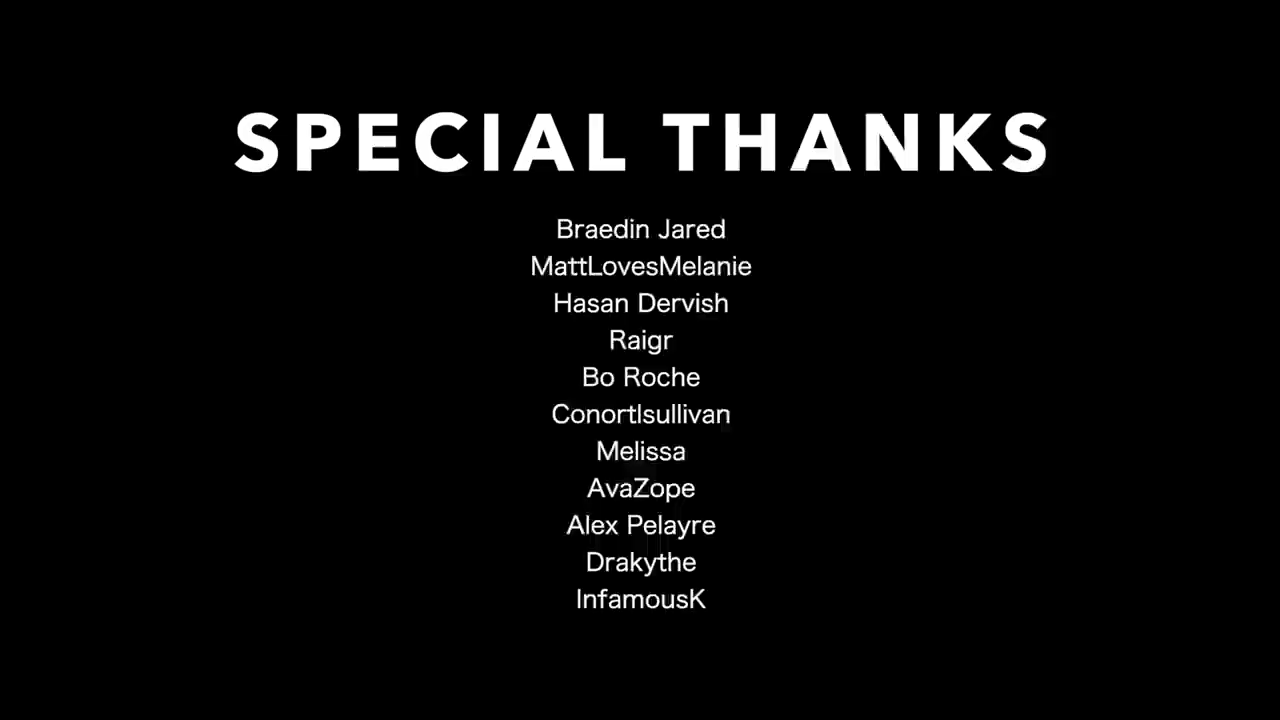 SPECIAL THANKS
Braedin Jared
MattLovesMelanie
Hasan Dervish
Raigr
Bo Roche
Conortlsullivan
Melissa
AvaZope
Alex Pelayre
Drakythe
InfamousK